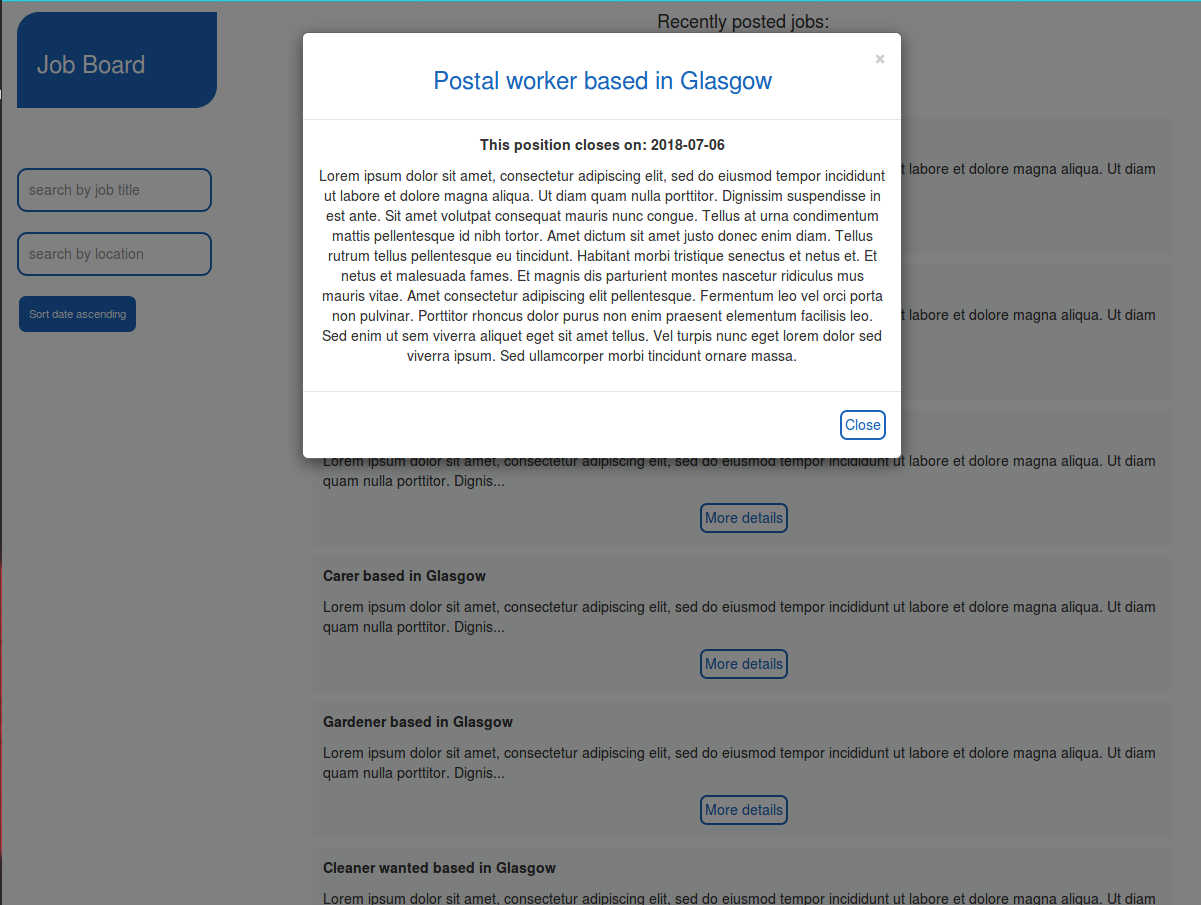 Recently posted jobs:
Job Board
×
Postal worker based in Glasgow
This position closes on: 2018-07-06
search by job title
search by location
Sort date ascending
Lorem ipsum dolor sit amet, consectetur adipiscing elit, sed do eiusmod tempor incididunt
ut labore et dolore magna aliqua. Ut diam quam nulla porttitor. Dignissim suspendisse in
est ante. Sit amet volutpat consequat mauris nunc congue. Tellus at urna condimentum
mattis pellentesque id nibh tortor. Amet dictum sit amet justo donec enim diam. Tellus
rutrum tellus pellentesque eu tincidunt. Habitant morbi tristique senectus et netus et. Et
netus et malesuada fames. Et magnis dis parturient montes nascetur ridiculus mus
mauris vitae. Amet consectetur adipiscing elit pellentesque. Fermentum leo vel orci porta
non pulvinar. Porttitor rhoncus dolor purus non enim praesent elementum facilisis leo.
Sed enim ut sem viverra aliquet eget sit amet tellus. Vel turpis nunc eget lorem dolor sed
viverra ipsum. Sed ullamcorper morbi tincidunt ornare massa.
Close
t labore et dolore magna aliqua. Ut diam
t labore et dolore magna aliqua. Ut diam
Lorem ipsum dolor sit amet, consectetur adipiscing elit, sed do eiusmod tempor incididunt ut labore et dolore magna aliqua. Ut diam
quam nulla porttitor. Dignis...
More details
Carer based in Glasgow
Lorem ipsum dolor sit amet, consectetur adipiscing elit, sed do eiusmod tempor incididunt ut labore et dolore magna aliqua. Ut diam
quam nulla porttitor. Dignis...
More details
Gardener based in Glasgow
Lorem ipsum dolor sit amet, consectetur adipiscing elit, sed do eiusmod tempor incididunt ut labore et dolore magna aliqua. Ut diam
quam nulla porttitor. Dignis...
More details
Cleaner wanted based in Glasgow
Lorem ipsum dolor sit amet, consectetur adipiscing elit, sed do eiusmod tempor incididunt ut labore et dolore magna aliqua. Ut diam